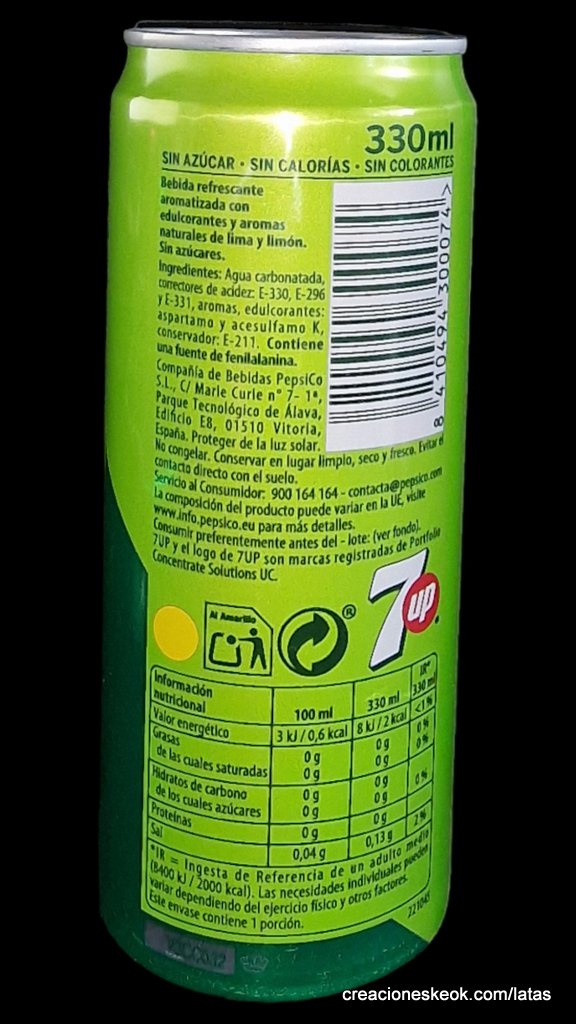 330ml
SIN AZÚCAR · SIN CALORÍAS · SIN COLORANTES
Bebida refrescante
aromatizada con
edulcorantes y aromas
naturales de lima y limón.
Sin azúcares.
Ingredientes: Agua carbonatada,
correctores de acidez: E-330, E-296
y E-331, aromas, edulcorantes:
aspartamo y acesulfamo K,
conservador: E-211. Contiene
una fuente de fenilalanina.
Compañía de Bebidas PepsiCo
S.L., C/ Marie Curie nº 7- 1ª,
Parque Tecnológico de Álava,
Edificio E8, 01510 Vitoria,
España. Proteger de la luz solar.
No congelar. Conservar en lugar limpio, seco y fresco. Evitar el
contacto directo con el suelo.
Servicio al Consumidor: 900 164 164 - contacta@pepsico.com
La composición del producto puede variar en la UE, visite
www.info.pepsico.eu para más detalles.
Consumir preferentemente antes del - lote: (ver fondo).
7UP y el logo de 7UP son marcas registradas de Portfolio
Concentrate Solutions UC.
8 410494 300074 >
Al Amarillo
®
7up
Información nutricional 100 ml 330 ml IR* 330 ml
Valor energético 3 kJ / 0,6 kcal 8 kJ / 2 kcal <1%
Grasas 0 g 0 g 0%
de las cuales saturadas 0 g 0 g 0%
Hidratos de carbono 0 g 0 g
de los cuales azúcares 0 g 0 g 0%
Proteínas 0 g 0 g
Sal 0,04 g 0,13 g 2%
*IR = Ingesta de Referencia de un adulto medio
(8400 kJ / 2000 kcal). Las necesidades individuales pueden
variar dependiendo del ejercicio físico y otros factores.
Este envase contiene 1 porción.
221045
creacioneskeok.com/latas